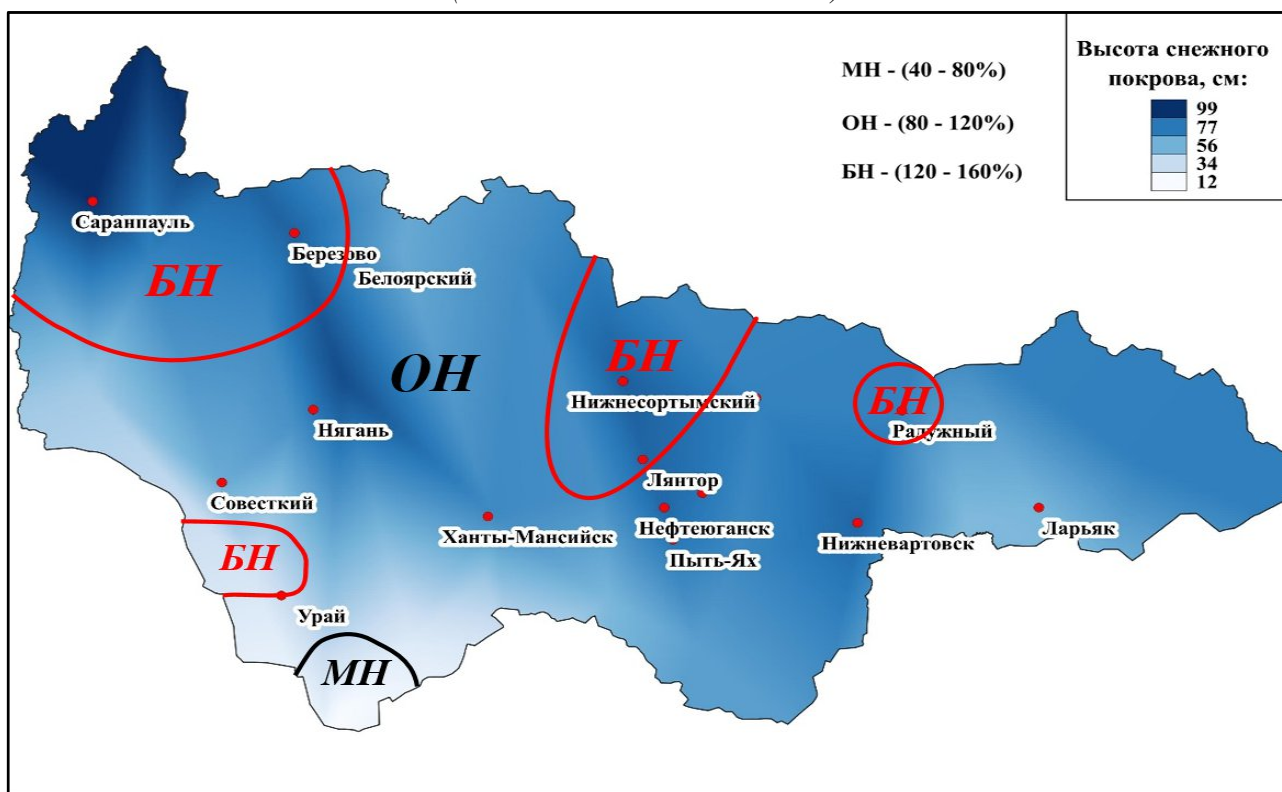 МН - (40 - 80%)
ОН - (80 - 120%)
БН - (120 - 160%)
Высота снежного
покрова, см:
99
77
56
34
12
Саранпауль
Березово
БН
Белоярский
ОН
БН
Нижнесортымский
БН
Радужный
Нягань
Лянтор
Совесткий
Нефтеюганск
Ханты-Мансийск
Нижневартовск
Ларьяк
БН
Пыть-Ях
Урай
МН